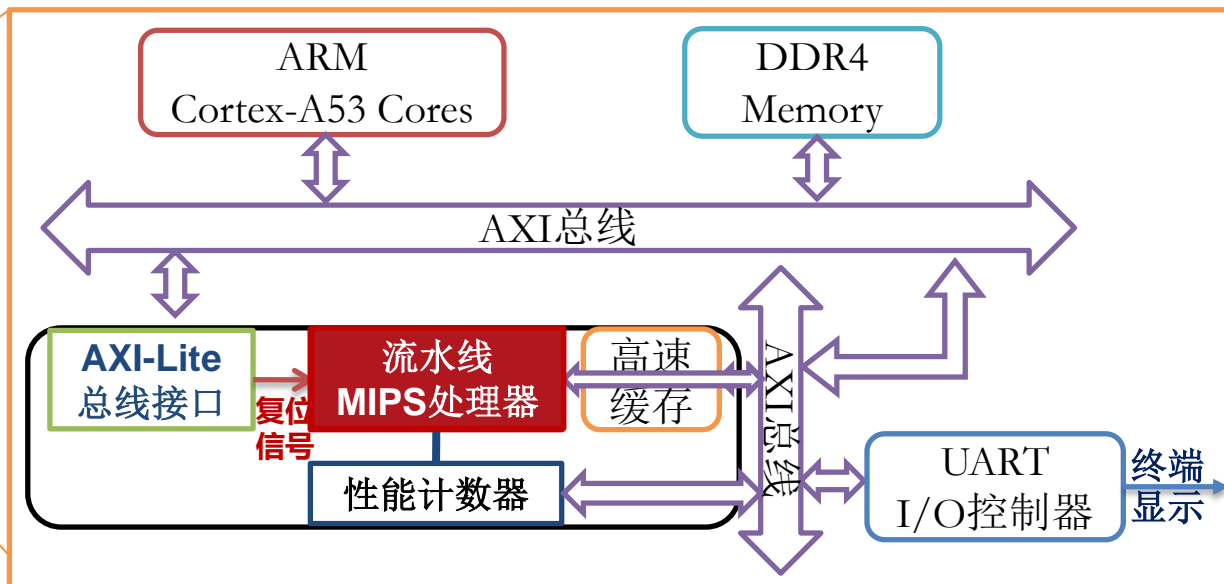 ARM
Cortex-A53 Cores
DDR4
Memory
AXI总线
AXI-Lite
总线接口
复位
信号
流水线
MIPS处理器
高速
缓存
AXI总线
性能计数器
UART
I/O控制器
终端
显示